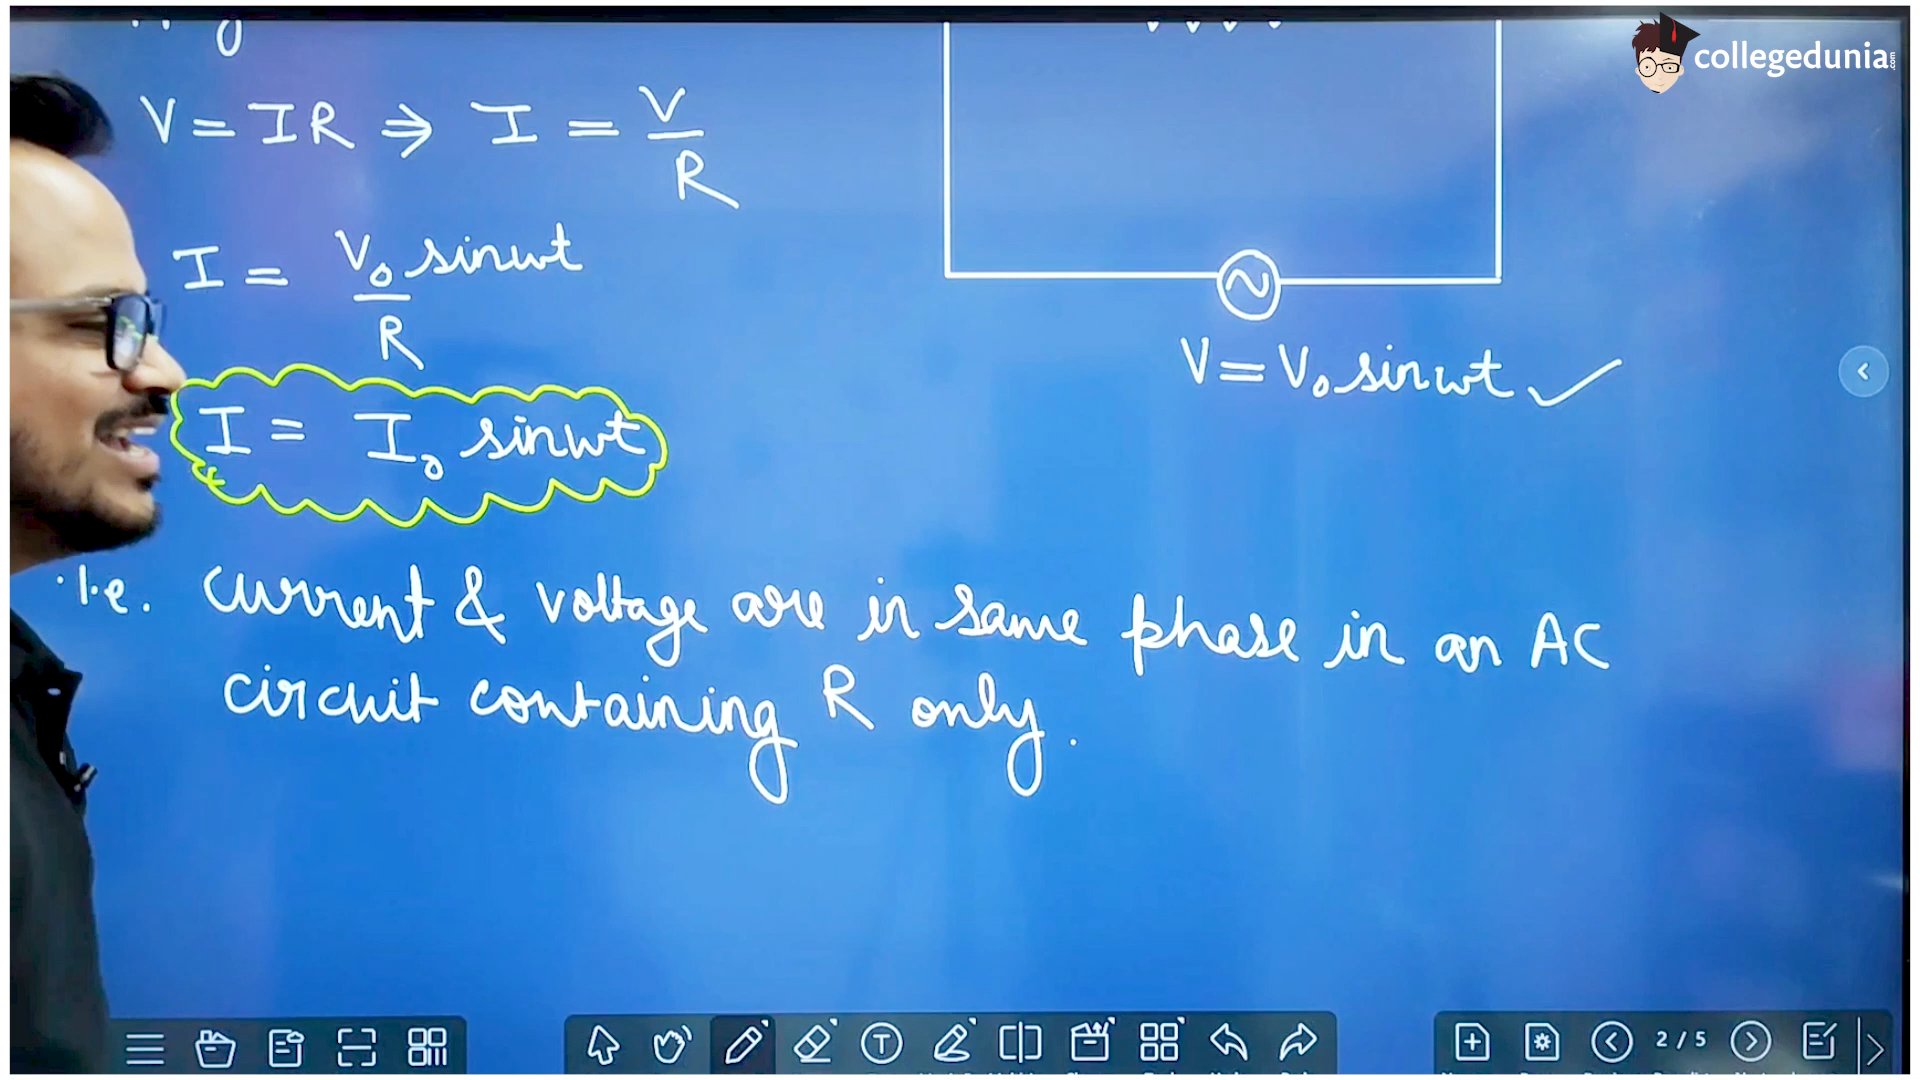 collegedunia.com
V = IR ⇒ I = V/R
I = V₀/R sinωt
V = V₀ sinωt ✓
I = I₀ sinωt
i.e. current & voltage are in same phase in an AC
circuit containing R only.
2 / 5